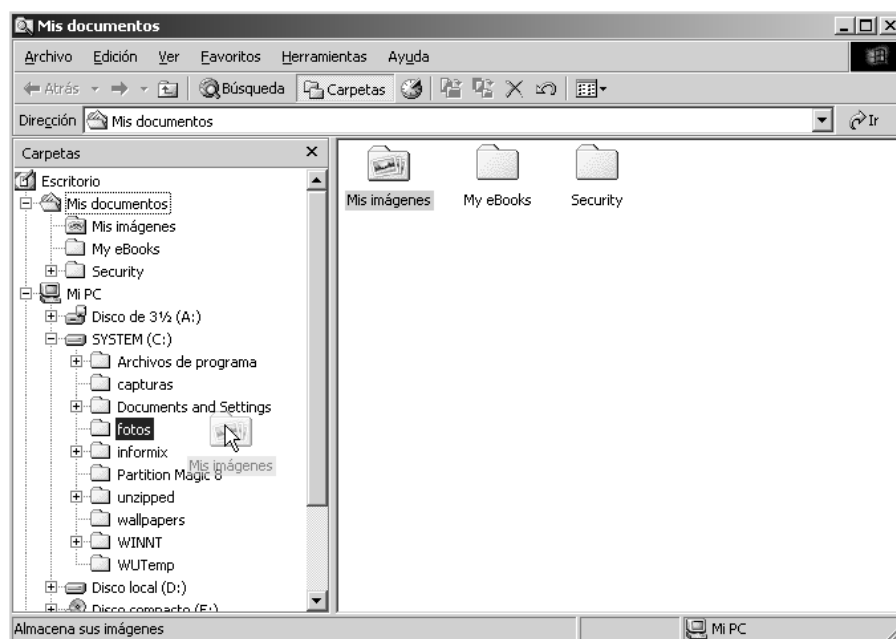 Mis documentos
Archivo Edición Ver Favoritos Herramientas Ayuda
Atrás Búsqueda Carpetas
Dirección Mis documentos Ir
Carpetas
Escritorio
Mis documentos
Mis imágenes
My eBooks
Security
Mi PC
Disco de 3½ (A:)
SYSTEM (C:)
Archivos de programa
capturas
Documents and Settings
fotos
informix
Mis imágenes
Partition Magic 8
unzipped
wallpapers
WINNT
WUTemp
Disco local (D:)
Disco compacto (E:)
Mis imágenes My eBooks Security
Almacena sus imágenes Mi PC